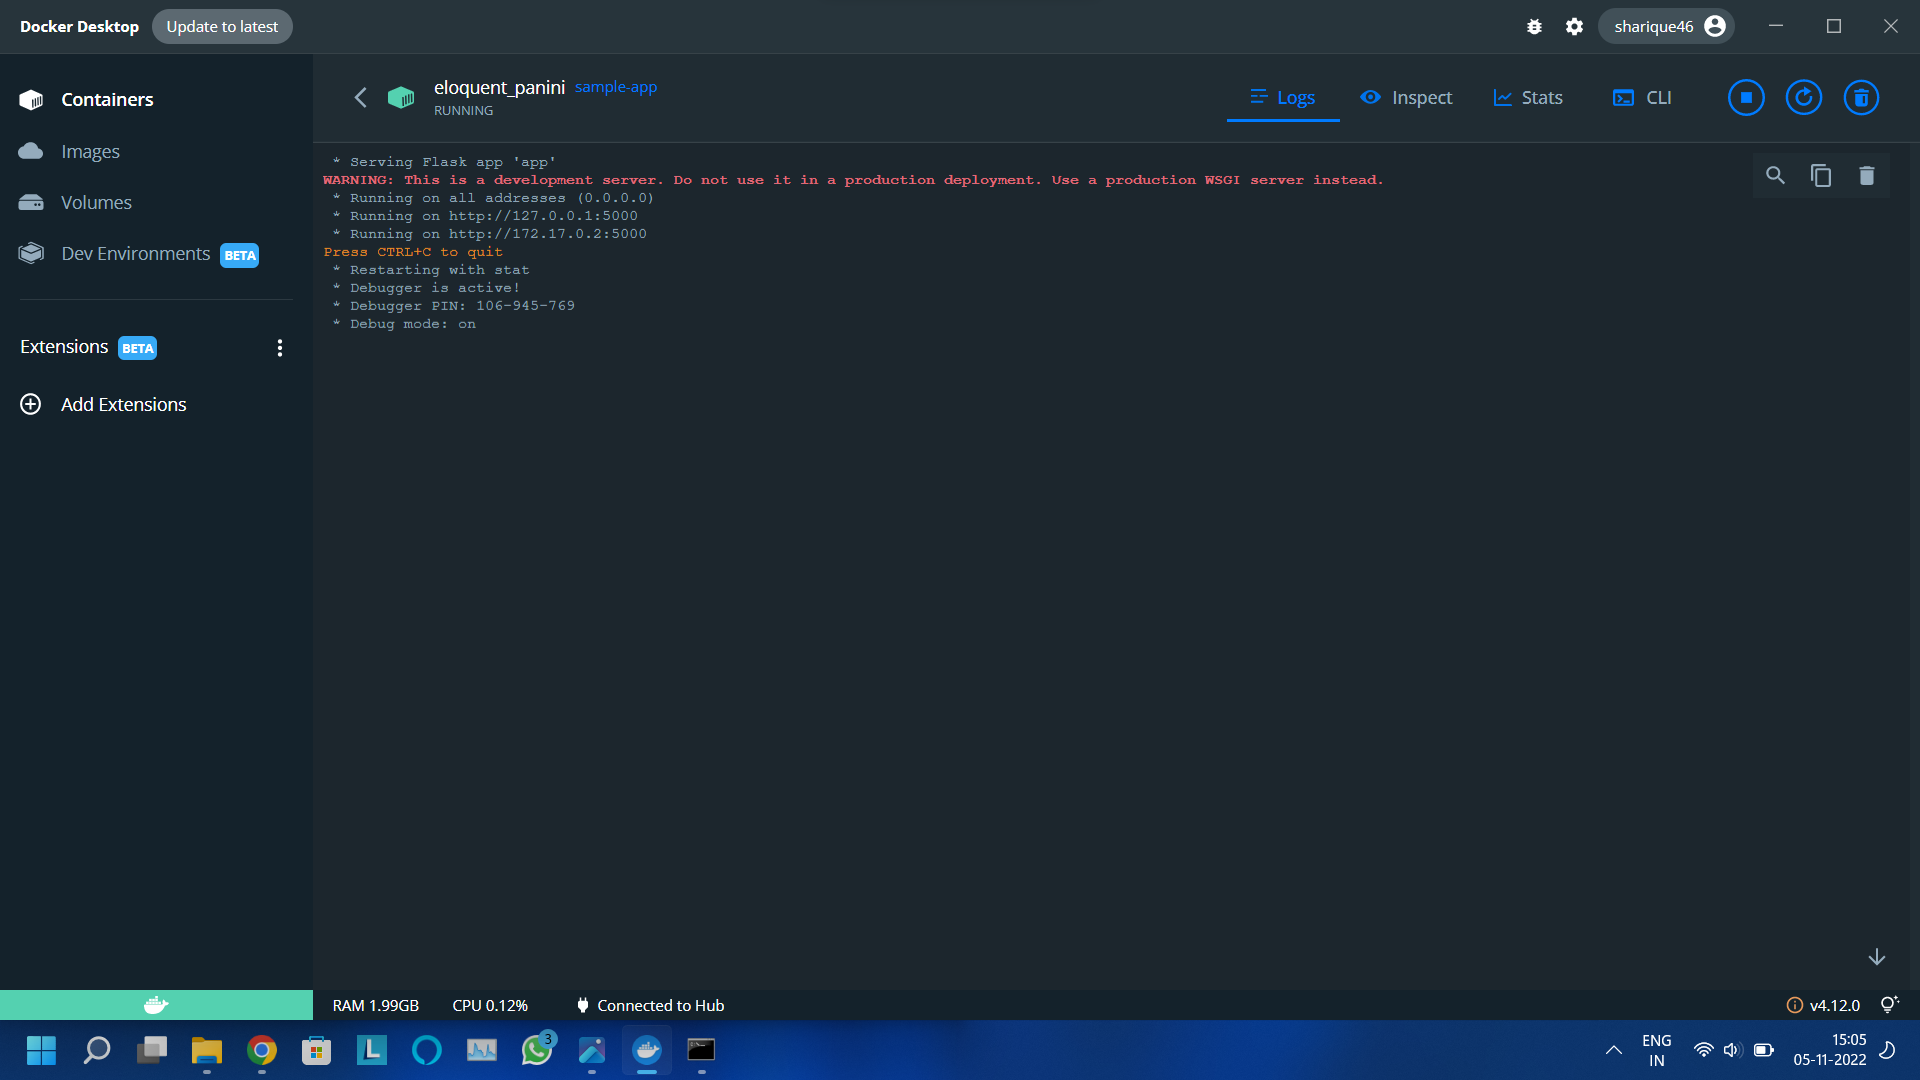 Docker Desktop Update to latest sharique46
Containers
Images
Volumes
Dev Environments BETA
Extensions BETA
Add Extensions
eloquent_panini sample-app
RUNNING
Logs Inspect Stats CLI
* Serving Flask app 'app'
WARNING: This is a development server. Do not use it in a production deployment. Use a production WSGI server instead.
* Running on all addresses (0.0.0.0)
* Running on http://127.0.0.1:5000
* Running on http://172.17.0.2:5000
Press CTRL+C to quit
* Restarting with stat
* Debugger is active!
* Debugger PIN: 106-945-769
* Debug mode: on
RAM 1.99GB CPU 0.12% Connected to Hub v4.12.0
L 3
ENG
IN
15:05
05-11-2022